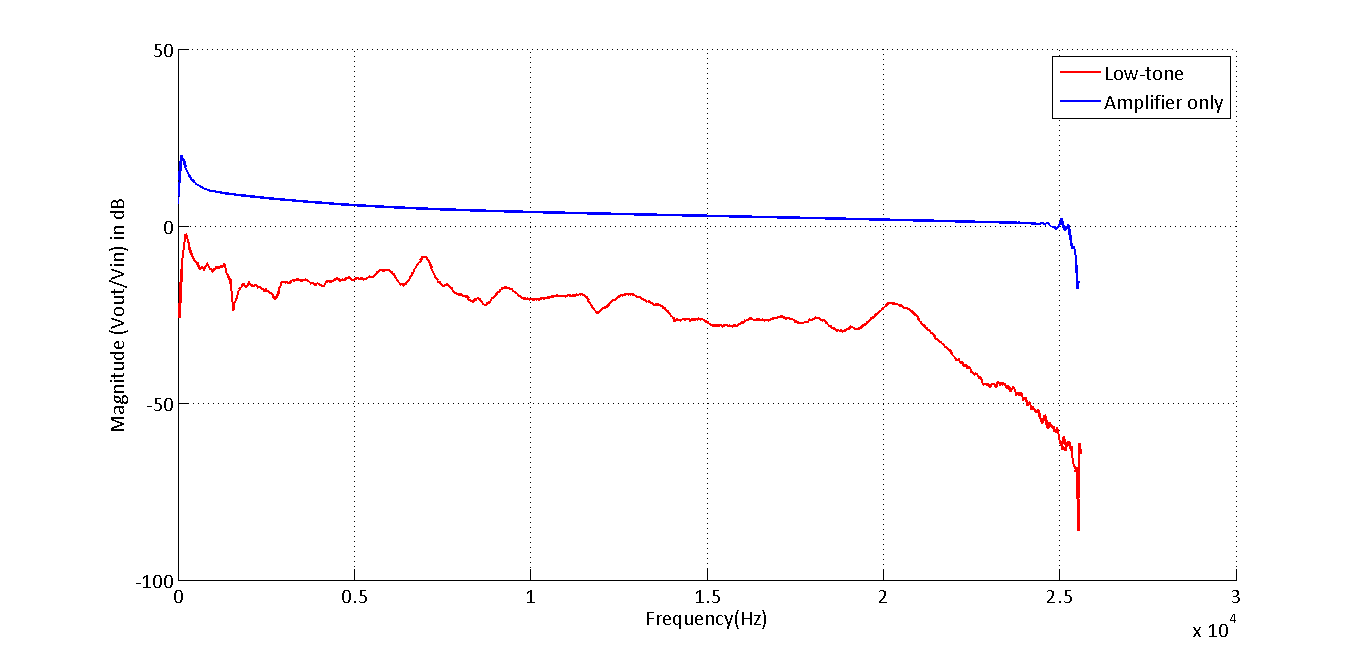 50
0
-50
-100
Magnitude (Vout/Vin) in dB
Low-tone
Amplifier only
0 0.5 1 1.5 2 2.5 3
Frequency(Hz)
x 10^4